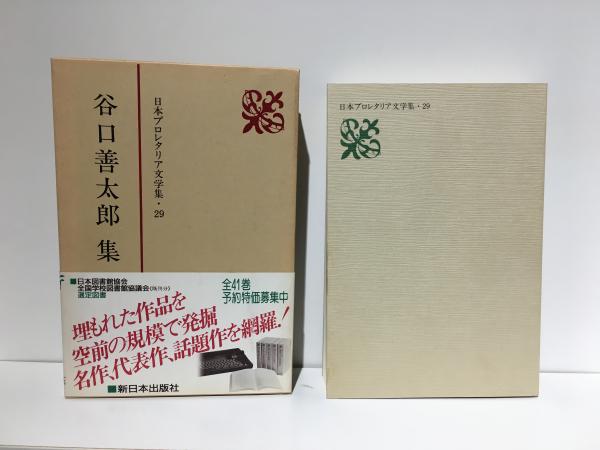 日本プロレタリア文学集・29
谷口善太郎 集
■日本図書館協会
全国学校図書館協議会(既刊分)
選定図書
全41巻
予約特価募集中
埋もれた作品を
空前の規模で発掘
名作、代表作、話題作を網羅!
■新日本出版社
日本プロレタリア文学集・29